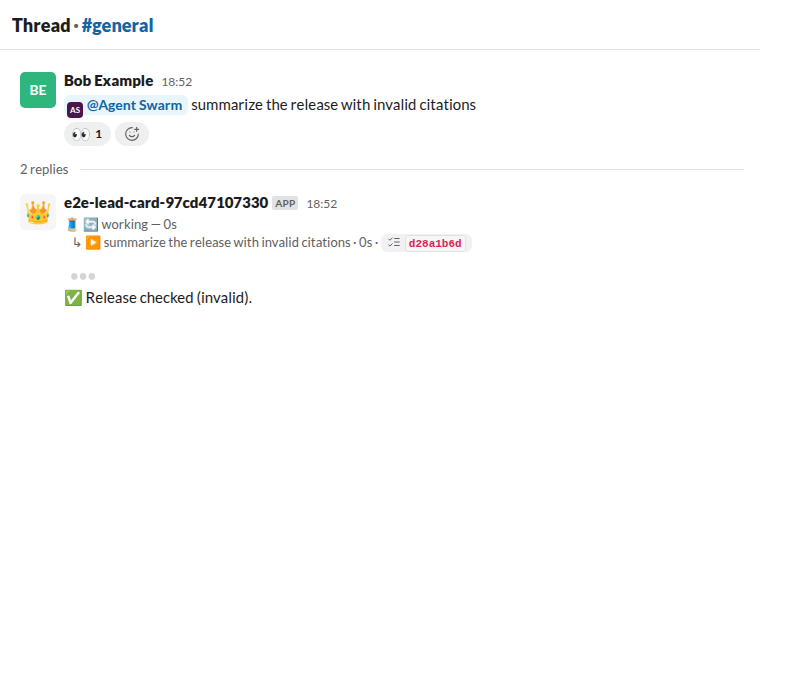 Thread · #general
BE
Bob Example 18:52
AS @Agent Swarm summarize the release with invalid citations
1
2 replies
e2e-lead-card-97cd47107330 APP 18:52
working — 0s
↳ summarize the release with invalid citations · 0s · d28a1b6d
Release checked (invalid).